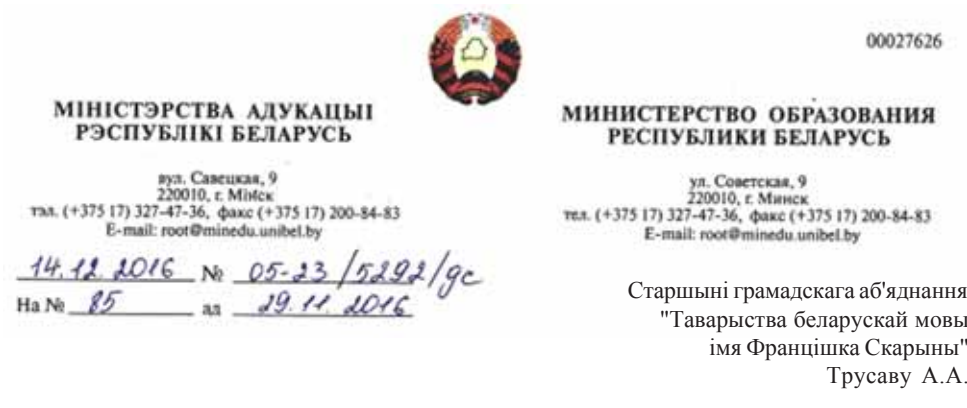 00027626
МІНІСТЭРСТВА АДУКАЦЫІ
РЭСПУБЛІКІ БЕЛАРУСЬ
вул. Савецкая, 9
220010, г. Мінск
тэл. (+375 17) 327-47-36, факс (+375 17) 200-84-83
E-mail: root@minedu.unibel.by
МИНИСТЕРСТВО ОБРАЗОВАНИЯ
РЕСПУБЛИКИ БЕЛАРУСЬ
ул. Советская, 9
220010, г. Минск
тел. (+375 17) 327-47-36, факс (+375 17) 200-84-83
E-mail: root@minedu.unibel.by
14.12.2016 № 05-23/5292/дс
На № 85 ад 29.11.2016
Старшыні грамадскага аб'яднання
"Таварыства беларускай мовы
імя Францішка Скарыны"
Трусаву А.А.